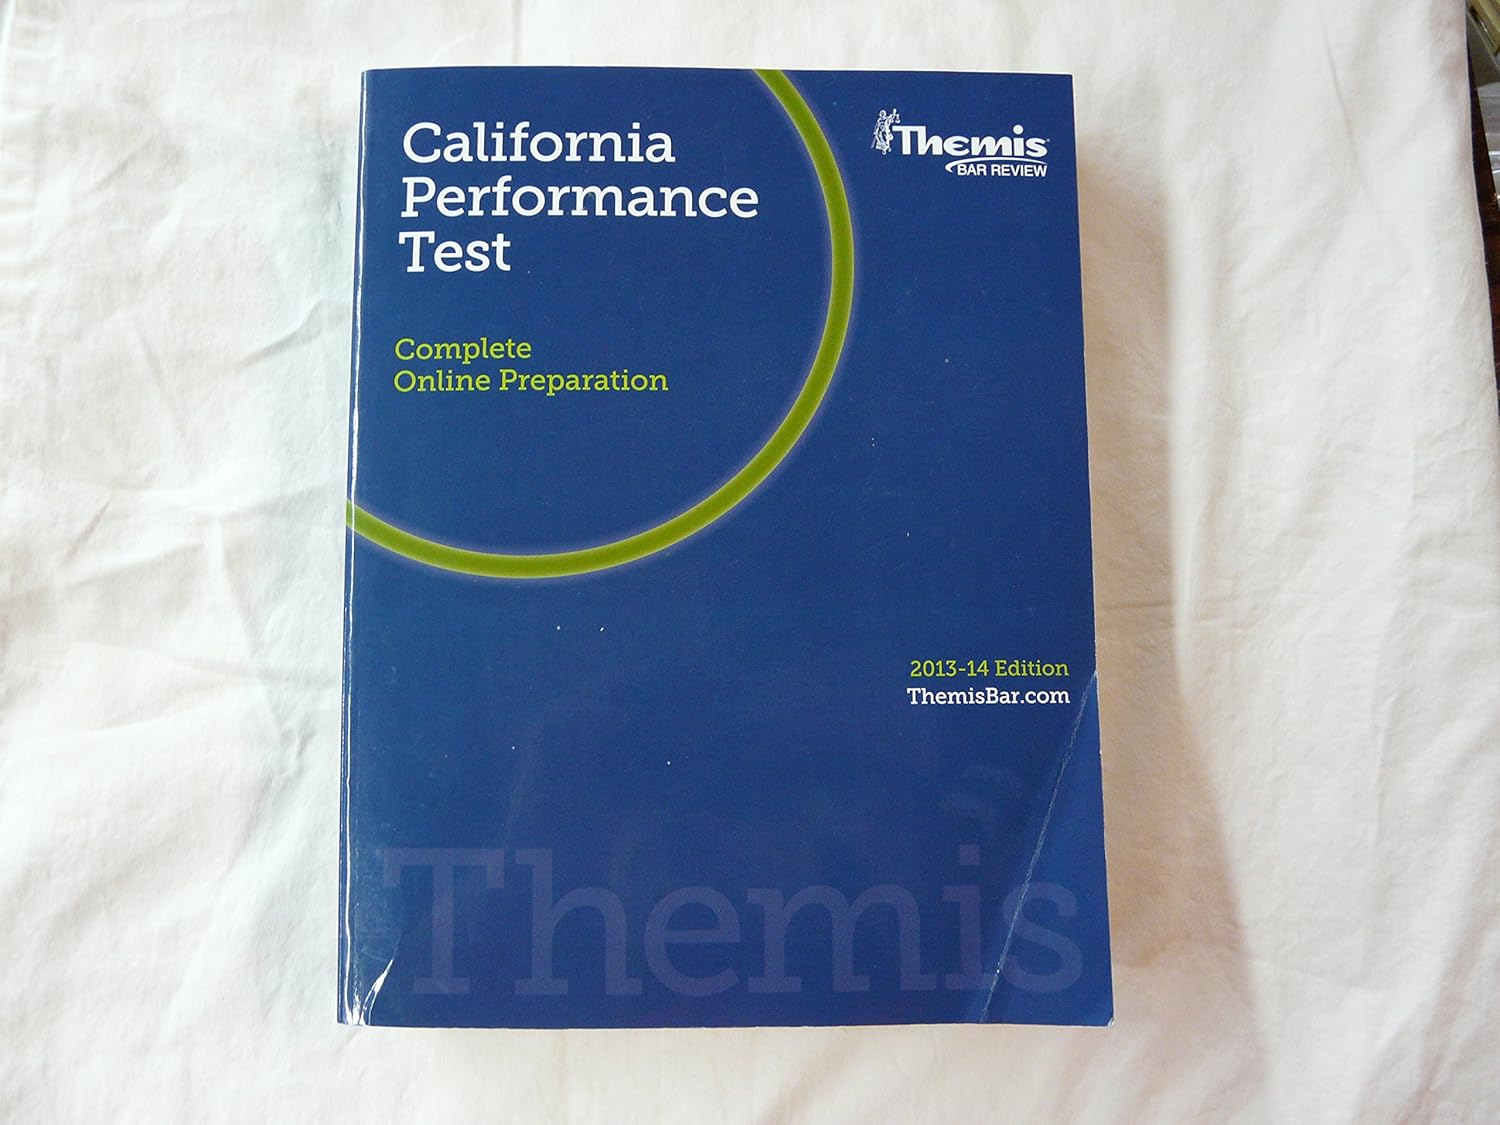 California
Performance
Test
Themis
BAR REVIEW
Complete
Online Preparation
2013-14 Edition
ThemisBar.com
Themis